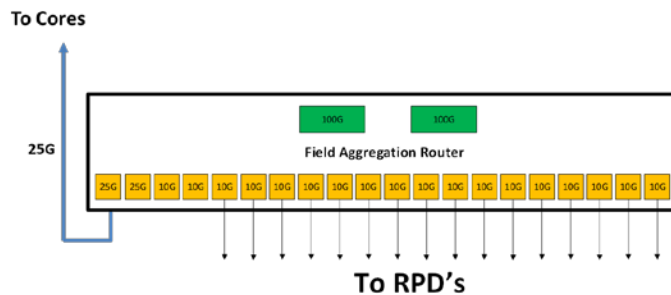 To Cores
100G 100G
25G
Field Aggregation Router
25G 25G 10G 10G 10G 10G 10G 10G 10G 10G 10G 10G 10G 10G 10G 10G 10G 10G 10G 10G
To RPD's